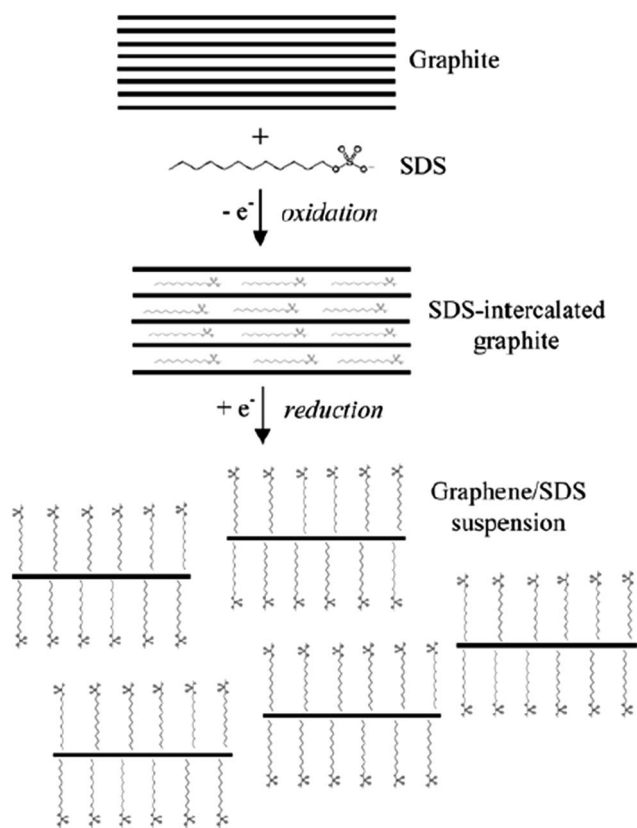 Graphite
+
SDS
- e⁻ oxidation
SDS-intercalated
graphite
+ e⁻ reduction
Graphene/SDS
suspension